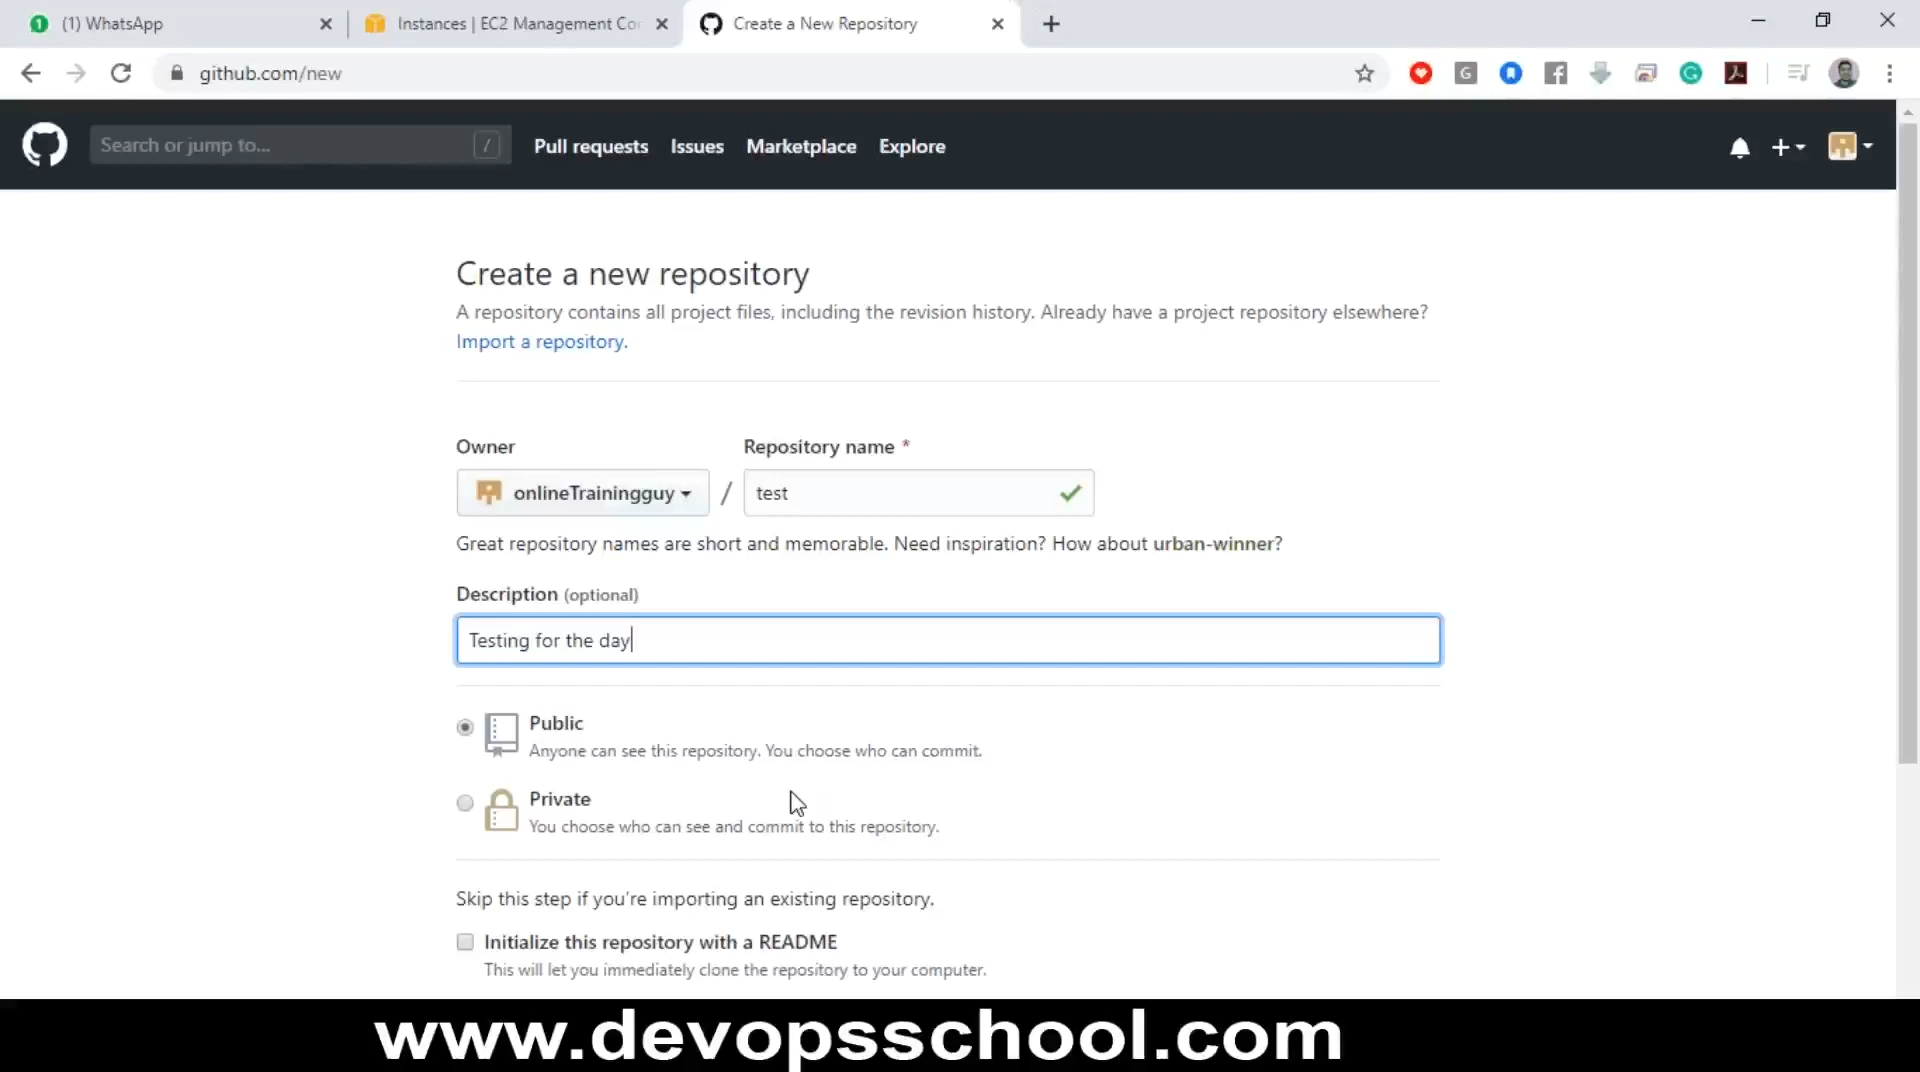 (1) WhatsApp
Instances | EC2 Management Co
Create a New Repository
github.com/new
Search or jump to...
/
Pull requests
Issues
Marketplace
Explore
Create a new repository
A repository contains all project files, including the revision history. Already have a project repository elsewhere?
Import a repository.
Owner
Repository name *
onlineTrainingguy
/
test
Great repository names are short and memorable. Need inspiration? How about urban-winner?
Description (optional)
Testing for the day
Public
Anyone can see this repository. You choose who can commit.
Private
You choose who can see and commit to this repository.
Skip this step if you're importing an existing repository.
Initialize this repository with a README
This will let you immediately clone the repository to your computer.
www.devopsschool.com